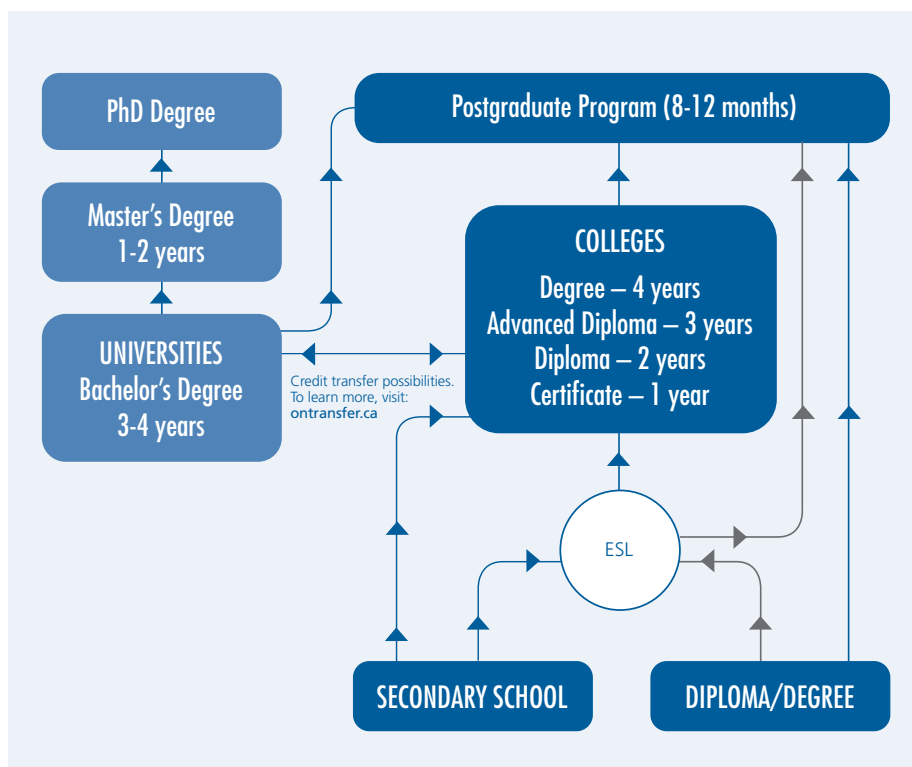 PhD Degree
Postgraduate Program (8-12 months)
Master's Degree
1-2 years
COLLEGES
Degree – 4 years
Advanced Diploma – 3 years
Diploma – 2 years
Certificate – 1 year
UNIVERSITIES
Bachelor's Degree
3-4 years
Credit transfer possibilities.
To learn more, visit:
ontransfer.ca
ESL
SECONDARY SCHOOL
DIPLOMA/DEGREE